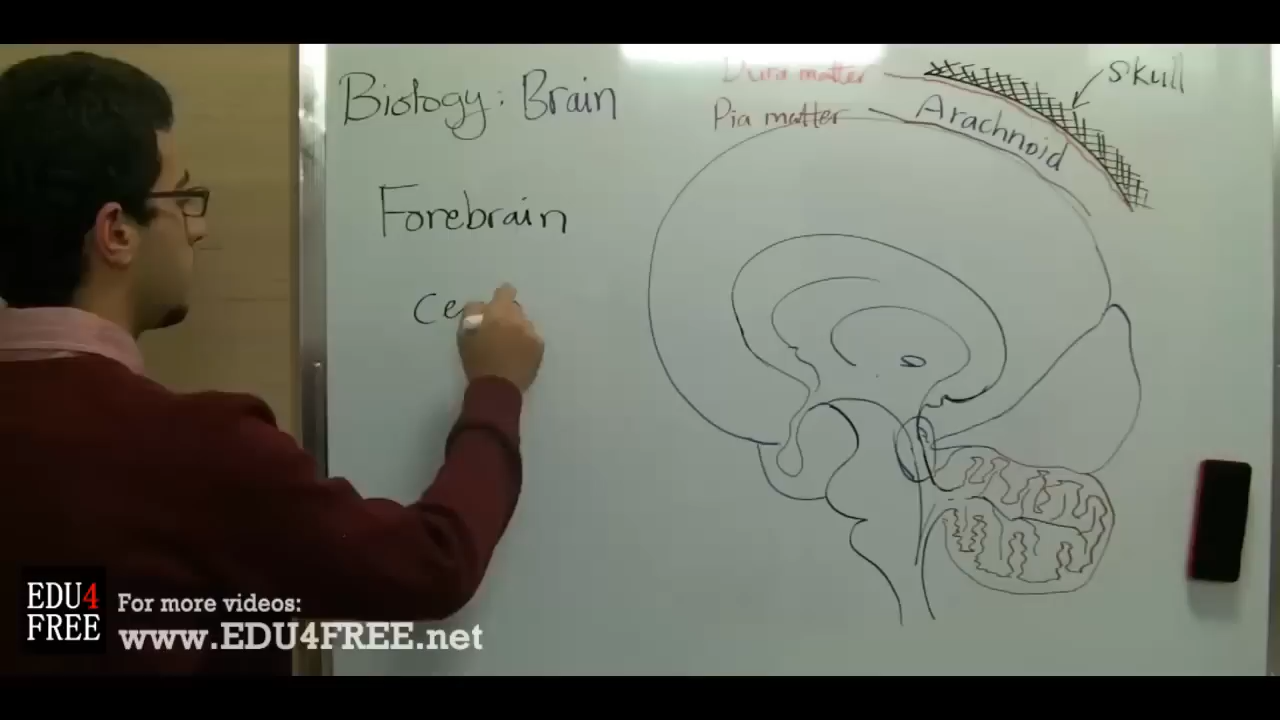 Biology: Brain
Forebrain
Ce
Dura matter
Pia matter
Arachnoid
Skull
EDU4
FREE
For more videos:
www.EDU4FREE.net